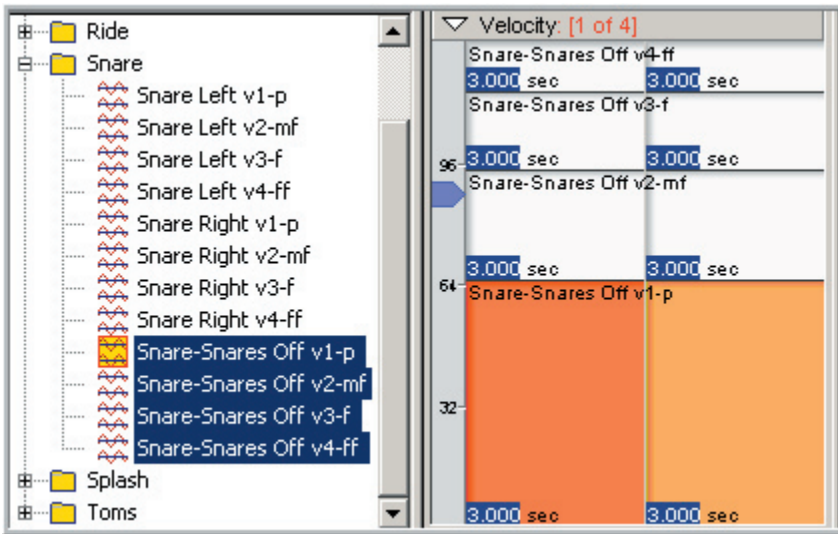 Ride
Snare
Snare Left v1-p
Snare Left v2-mf
Snare Left v3-f
Snare Left v4-ff
Snare Right v1-p
Snare Right v2-mf
Snare Right v3-f
Snare Right v4-ff
Snare-Snares Off v1-p
Snare-Snares Off v2-mf
Snare-Snares Off v3-f
Snare-Snares Off v4-ff
Splash
Toms
Velocity: [1 of 4]
Snare-Snares Off v4-ff
3.000 sec 3.000 sec
Snare-Snares Off v3-f
96 3.000 sec 3.000 sec
Snare-Snares Off v2-mf
3.000 sec 3.000 sec
64 Snare-Snares Off v1-p
32
3.000 sec 3.000 sec